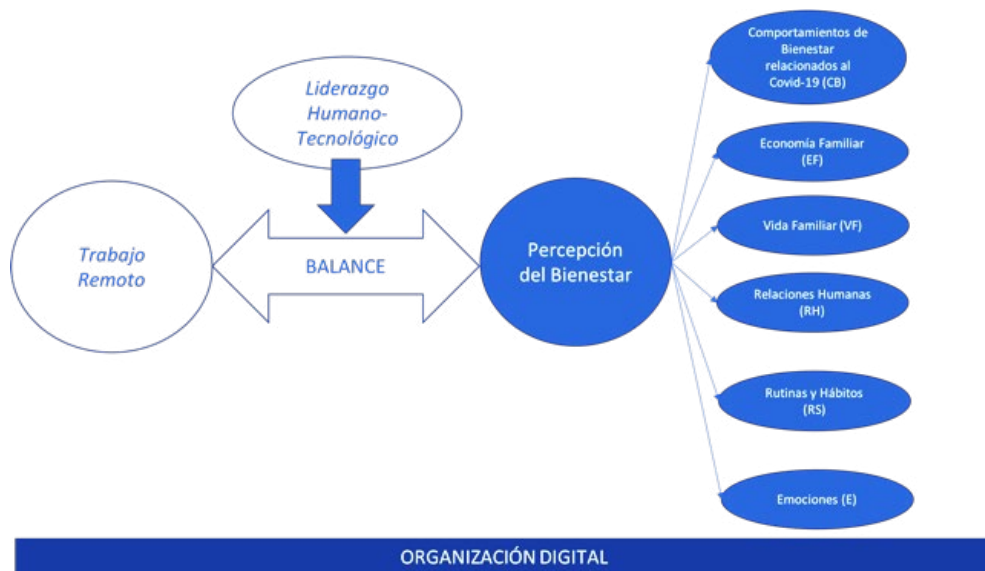 Liderazgo
Humano-
Tecnológico
Trabajo
Remoto
BALANCE
Percepción
del Bienestar
Comportamientos de
Bienestar
relacionados al
Covid-19 (CB)
Economía Familiar
(EF)
Vida Familiar (VF)
Relaciones Humanas
(RH)
Rutinas y Hábitos
(RS)
Emociones (E)
ORGANIZACIÓN DIGITAL